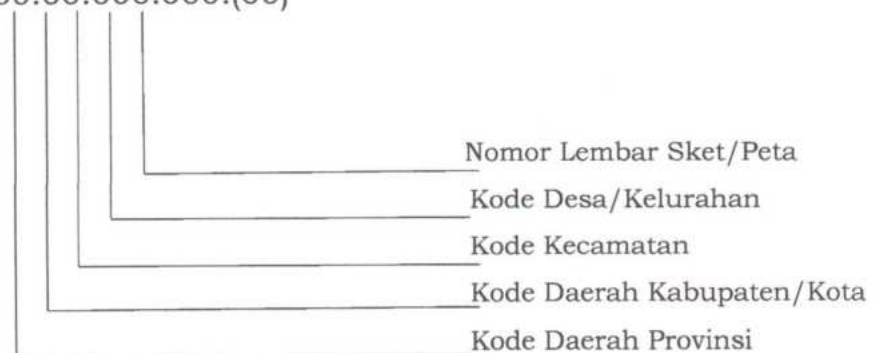 Nomor Lembar Sket/Peta
Kode Desa/Kelurahan
Kode Kecamatan
Kode Daerah Kabupaten/Kota
Kode Daerah Provinsi